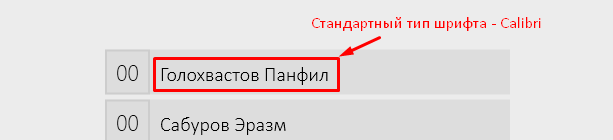 Стандартный тип шрифта - Calibri
00 Голохвастов Панфил
00 Сабуров Эразм